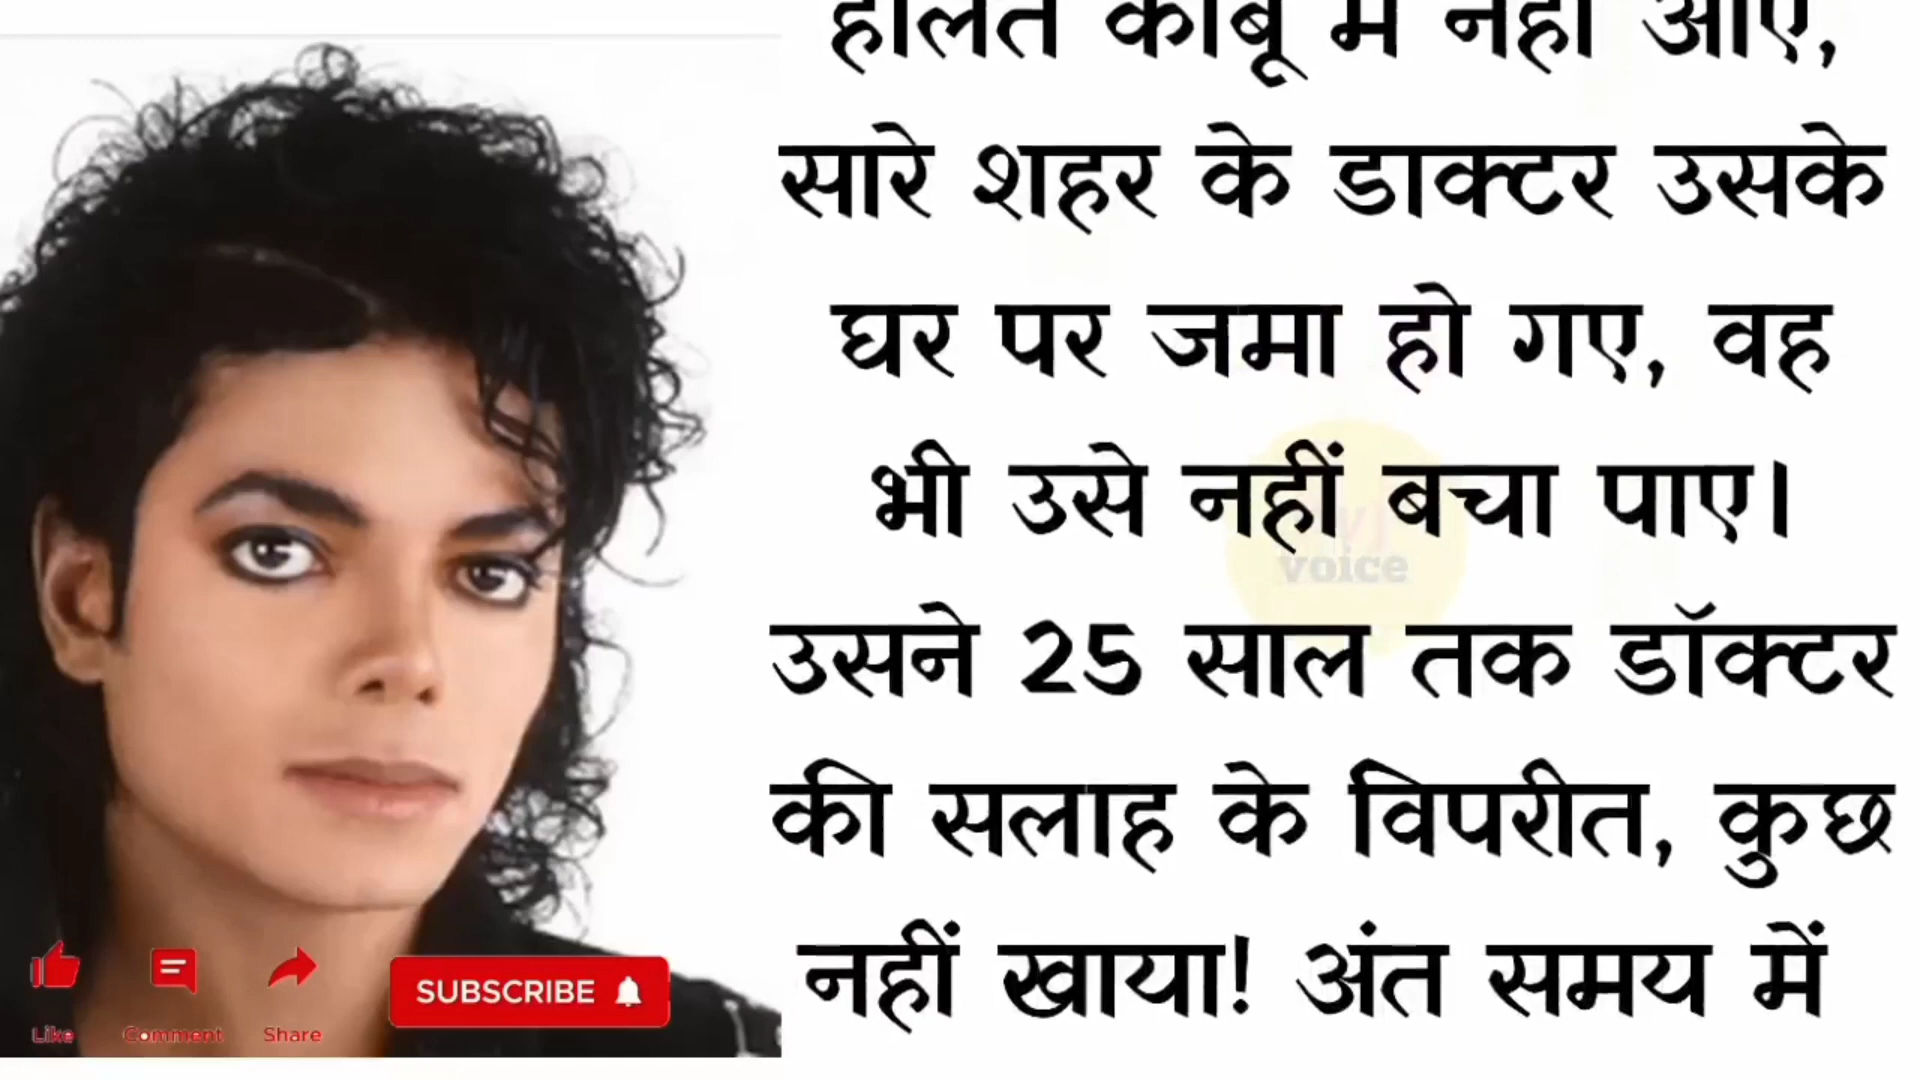 हालत काबू में नहीं आए,
सारे शहर के डाक्टर उसके
घर पर जमा हो गए, वह
भी उसे नहीं बचा पाए।
voice
उसने 25 साल तक डॉक्टर
की सलाह के विपरीत, कुछ
नहीं खाया! अंत समय में
SUBSCRIBE
Like Comment Share